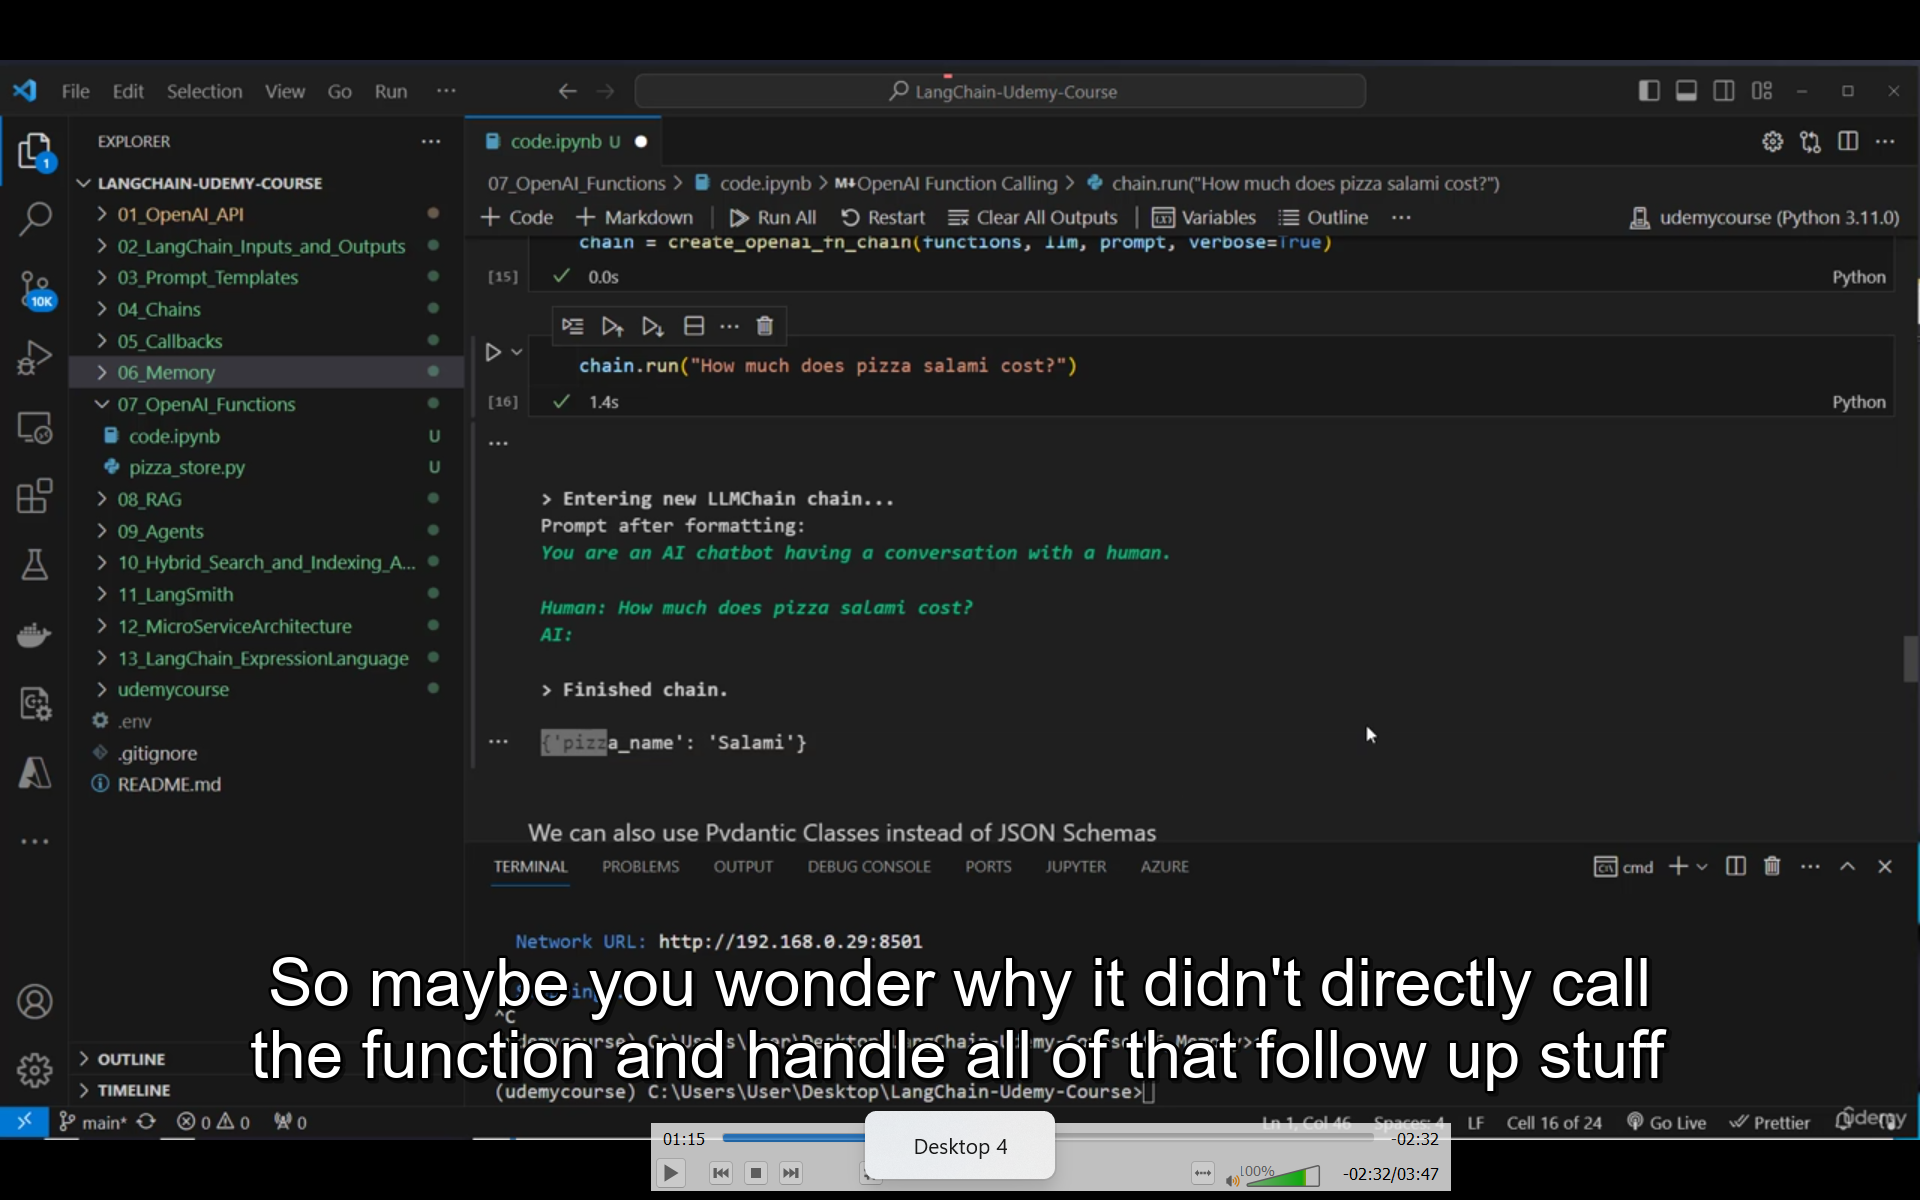 File Edit Selection View Go Run ···
LangChain-Udemy-Course
EXPLORER
code.ipynb U
LANGCHAIN-UDEMY-COURSE
07_OpenAI_Functions > code.ipynb > M↓OpenAI Function Calling > chain.run("How much does pizza salami cost?")
+ Code + Markdown Run All Restart Clear All Outputs Variables Outline ··· udemycourse (Python 3.11.0)
01_OpenAI_API
02_LangChain_Inputs_and_Outputs
03_Prompt_Templates
04_Chains
05_Callbacks
06_Memory
07_OpenAI_Functions
code.ipynb U
pizza_store.py U
08_RAG
09_Agents
10_Hybrid_Search_and_Indexing_A...
11_LangSmith
12_MicroServiceArchitecture
13_LangChain_ExpressionLanguage
udemycourse
.env
.gitignore
README.md
1
10K
chain = create_openai_fn_chain(functions, llm, prompt, verbose=True)
[15] 0.0s Python
chain.run("How much does pizza salami cost?")
[16] 1.4s Python
> Entering new LLMChain chain...
Prompt after formatting:
You are an AI chatbot having a conversation with a human.
Human: How much does pizza salami cost?
AI:
> Finished chain.
{'pizza_name': 'Salami'}
We can also use Pydantic Classes instead of JSON Schemas
TERMINAL PROBLEMS OUTPUT DEBUG CONSOLE PORTS JUPYTER AZURE
cmd
Network URL: http://192.168.0.29:8501
So maybe you wonder why it didn't directly call
the function and handle all of that follow up stuff
^C
(udemycourse) C:\Users\User\Desktop\LangChain-Udemy-Course>
OUTLINE
TIMELINE
main* 0 0 0
Ln 1, Col 46 Spaces: 4 LF Cell 16 of 24 Go Live Prettier
udemy
01:15 -02:32
Desktop 4
100% -02:32/03:47